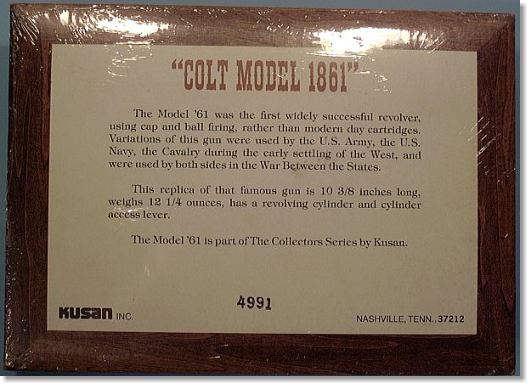 "COLT MODEL 1861"
The Model '61 was the first widely successful revolver,
using cap and ball firing, rather than modern day cartridges.
Variations of this gun were used by the U.S. Army, the U.S.
Navy, the Cavalry during the early settling of the West, and
were used by both sides in the War Between the States.
This replica of that famous gun is 10 3/8 inches long,
weighs 12 1/4 ounces, has a revolving cylinder and cylinder
access lever.
The Model '61 is part of The Collectors Series by Kusan.
4991
KUSAN INC.
NASHVILLE, TENN., 37212